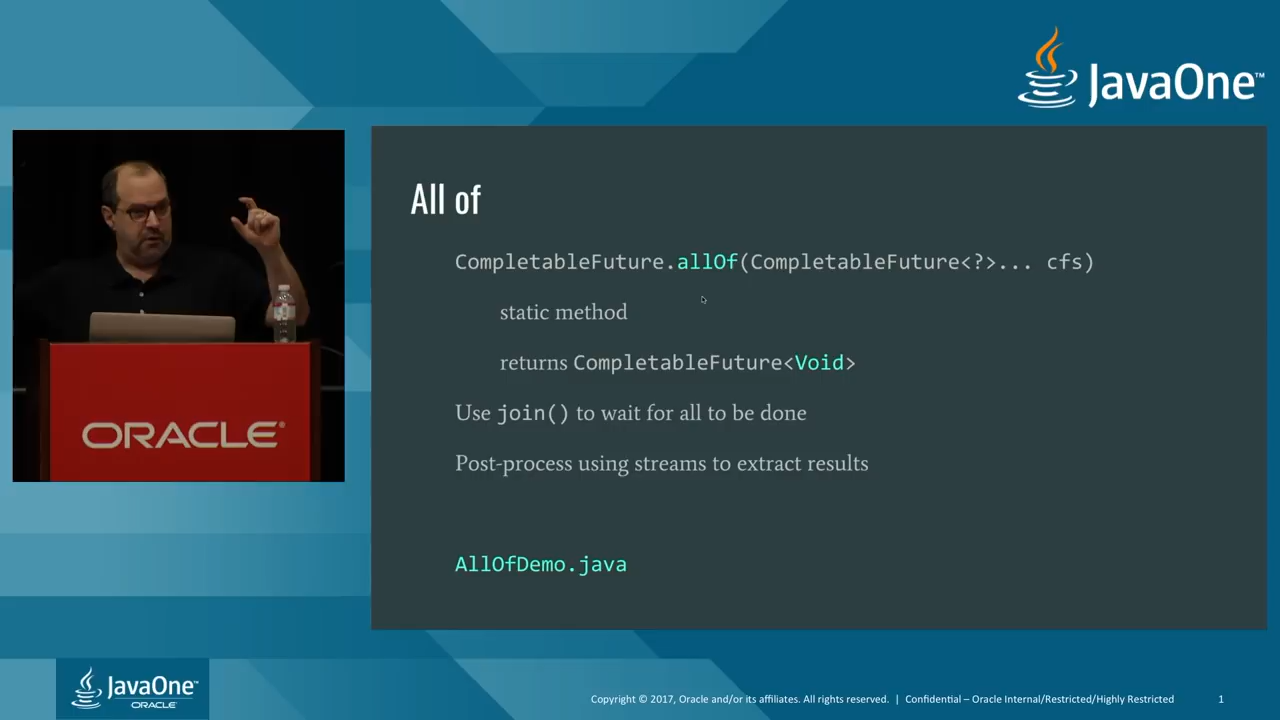 JavaOne™
All of
CompletableFuture.allOf(CompletableFuture<?>... cfs)
static method
returns CompletableFuture<Void>
Use join() to wait for all to be done
Post-process using streams to extract results
AllOfDemo.java
ORACLE®
JavaOne™
ORACLE®
Copyright © 2017, Oracle and/or its affiliates. All rights reserved. | Confidential – Oracle Internal/Restricted/Highly Restricted 1